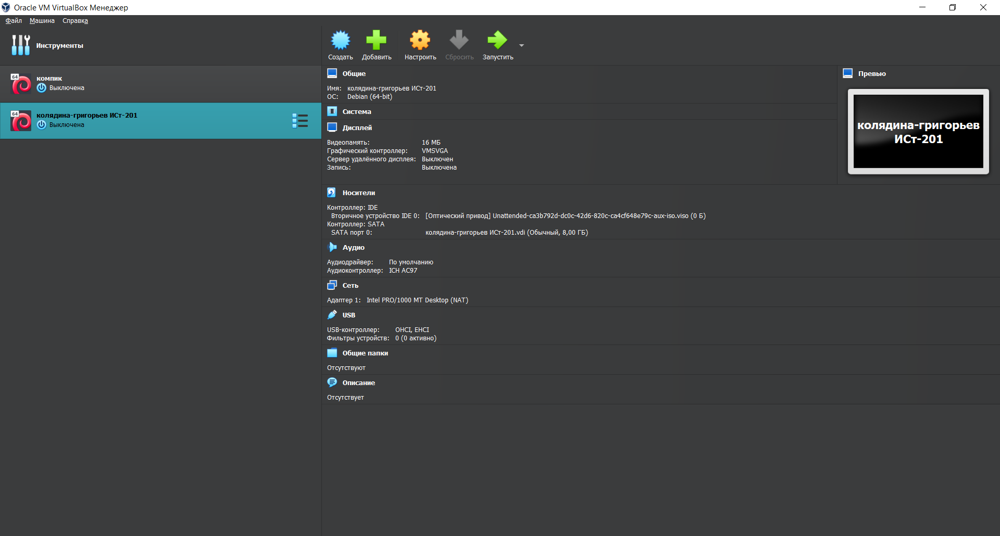 Oracle VM VirtualBox Менеджер
Файл Машина Справка
Инструменты
Создать Добавить Настроить Сбросить Запустить
64
компик
Выключена
64
колядина-григорьев ИСт-201
Выключена
Общие
Имя: колядина-григорьев ИСт-201
ОС: Debian (64-bit)
Система
Дисплей
Видеопамять: 16 МБ
Графический контроллер: VMSVGA
Сервер удалённого дисплея: Выключен
Запись: Выключена
Превью
колядина-григорьев
ИСт-201
Носители
Контроллер: IDE
Вторичное устройство IDE 0: [Оптический привод] Unattended-ca3b792d-dc0c-42d6-820c-ca4cf648e79c-aux-iso.viso (0 Б)
Контроллер: SATA
SATA порт 0: колядина-григорьев ИСт-201.vdi (Обычный, 8,00 ГБ)
Аудио
Аудиодрайвер: По умолчанию
Аудиоконтроллер: ICH AC97
Сеть
Адаптер 1: Intel PRO/1000 MT Desktop (NAT)
USB
USB-контроллер: OHCI, EHCI
Фильтры устройств: 0 (0 активно)
Общие папки
Отсутствуют
Описание
Отсутствует